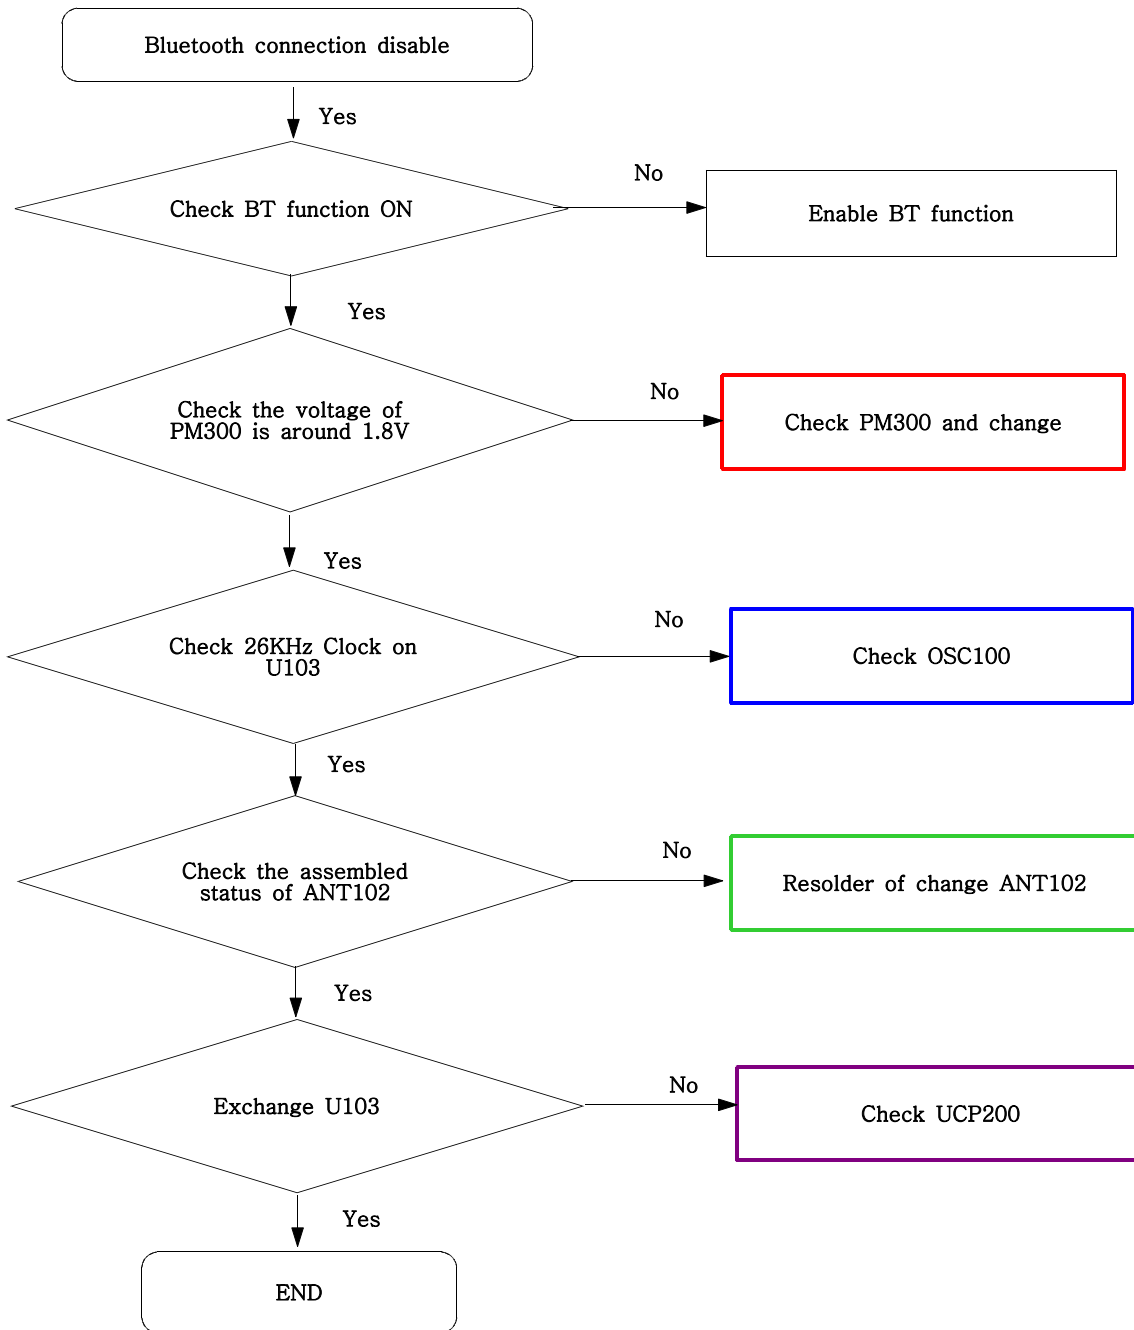 Bluetooth connection disable
Yes
Check BT function ON
No
Enable BT function
Yes
Check the voltage of
PM300 is around 1.8V
No
Check PM300 and change
Yes
Check 26KHz Clock on
U103
No
Check OSC100
Yes
Check the assembled
status of ANT102
No
Resolder of change ANT102
Yes
Exchange U103
No
Check UCP200
Yes
END